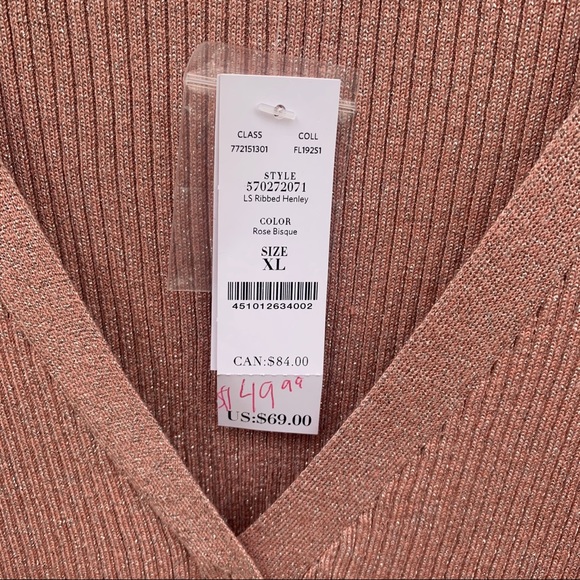 CLASS COLL
772151301 FL192S1
STYLE
570272071
LS Ribbed Henley
COLOR
Rose Bisque
SIZE
XL
451012634002
CAN:$84.00
$49.99
US:$69.00